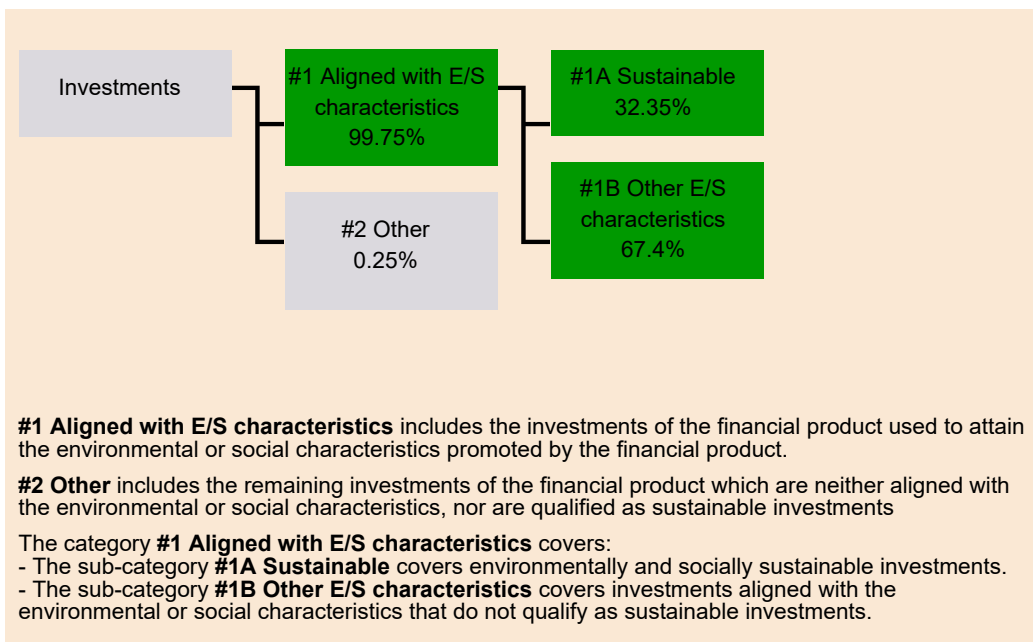 Investments
#1 Aligned with E/S
characteristics
99.75%
#2 Other
0.25%
#1A Sustainable
32.35%
#1B Other E/S
characteristics
67.4%
#1 Aligned with E/S characteristics includes the investments of the financial product used to attain
the environmental or social characteristics promoted by the financial product.
#2 Other includes the remaining investments of the financial product which are neither aligned with
the environmental or social characteristics, nor are qualified as sustainable investments
The category #1 Aligned with E/S characteristics covers:
- The sub-category #1A Sustainable covers environmentally and socially sustainable investments.
- The sub-category #1B Other E/S characteristics covers investments aligned with the
environmental or social characteristics that do not qualify as sustainable investments.